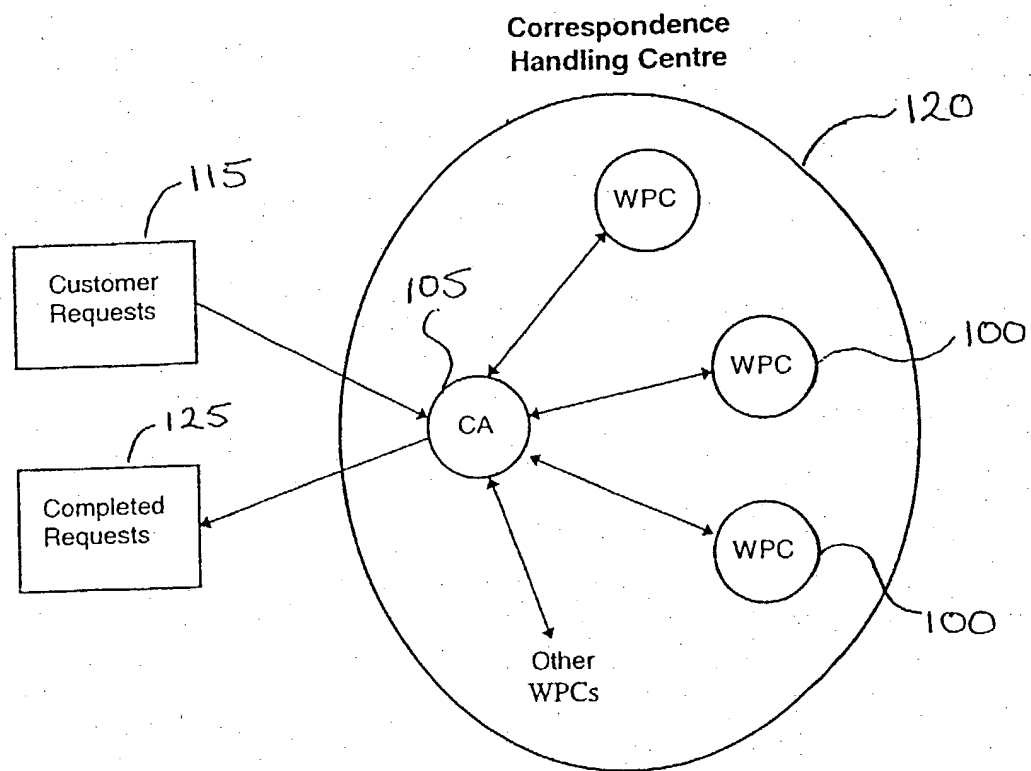 Correspondence
Handling Centre
120
115
WPC
Customer
Requests
105
100
WPC
CA
125
Completed
Requests
WPC
100
Other
WPCs